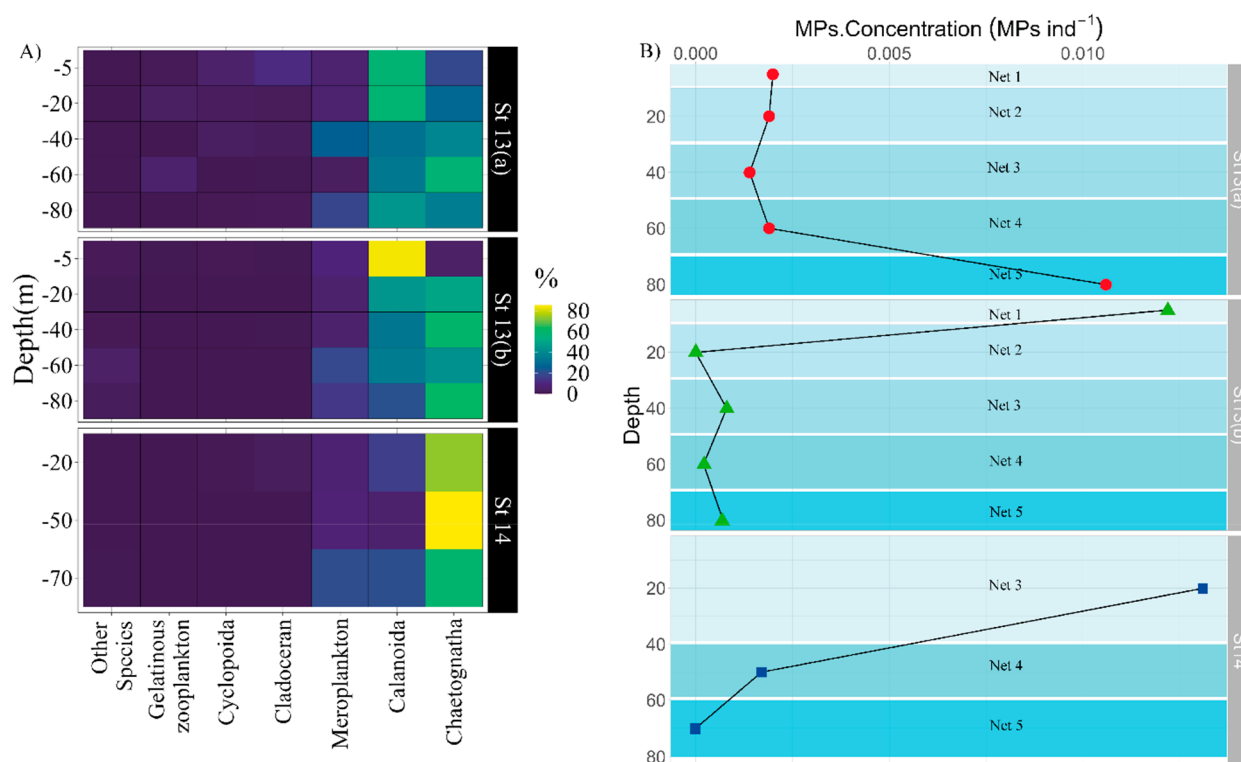 A)
-5
-20
-40
-60
-80
St 13(a)
-5
-20
-40
-60
-80
St 13(b)
-20
-50
-70
St 14
Depth(m)
Other
Species
Gelatinous
zooplankton
Cyclopoida
Cladoceran
Meroplankton
Calanoida
Chaetognatha
%
80
60
40
20
0
B)
MPs.Concentration (MPs ind⁻¹)
0.000 0.005 0.010
Depth
20
40
60
80
Net 1
Net 2
Net 3
Net 4
Net 5
St13(a)
20
40
60
80
Net 1
Net 2
Net 3
Net 4
Net 5
St13(b)
20
40
60
80
Net 3
Net 4
Net 5
St14